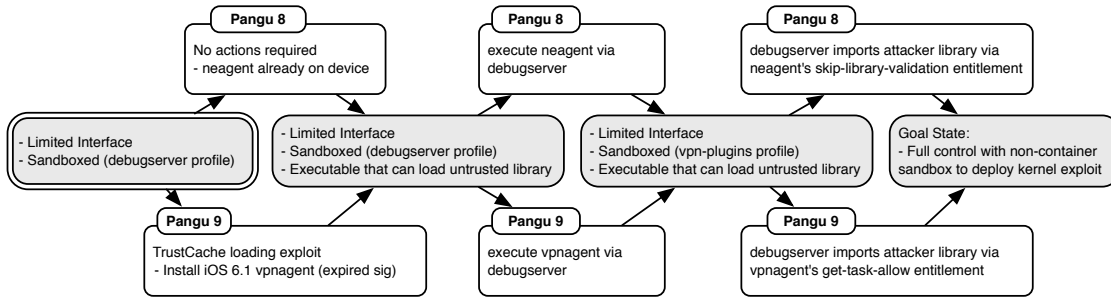 Pangu 8
No actions required
- neagent already on device
Pangu 8
execute neagent via
debugserver
Pangu 8
debugserver imports attacker library via
neagent's skip-library-validation entitlement
- Limited Interface
- Sandboxed (debugserver profile)
- Limited Interface
- Sandboxed (debugserver profile)
- Executable that can load untrusted library
- Limited Interface
- Sandboxed (vpn-plugins profile)
- Executable that can load untrusted library
Goal State:
- Full control with non-container
sandbox to deploy kernel exploit
Pangu 9
TrustCache loading exploit
- Install iOS 6.1 vpnagent (expired sig)
Pangu 9
execute vpnagent via
debugserver
Pangu 9
debugserver imports attacker library via
vpnagent's get-task-allow entitlement